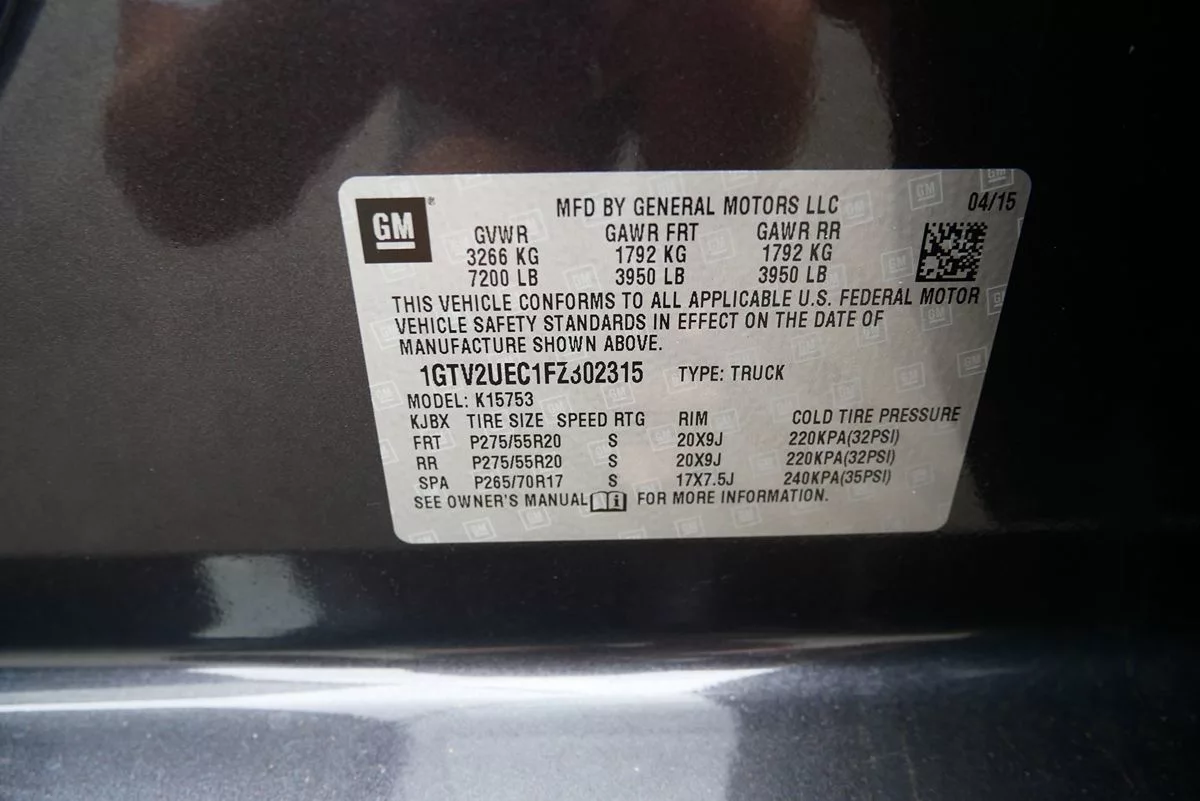 GM
MFD BY GENERAL MOTORS LLC 04/15
GVWR GAWR FRT GAWR RR
3266 KG 1792 KG 1792 KG
7200 LB 3950 LB 3950 LB
THIS VEHICLE CONFORMS TO ALL APPLICABLE U.S. FEDERAL MOTOR
VEHICLE SAFETY STANDARDS IN EFFECT ON THE DATE OF
MANUFACTURE SHOWN ABOVE.
1GTV2UEC1FZ302315 TYPE: TRUCK
MODEL: K15753
KJBX TIRE SIZE SPEED RTG RIM COLD TIRE PRESSURE
FRT P275/55R20 S 20X9J 220KPA(32PSI)
RR P275/55R20 S 20X9J 220KPA(32PSI)
SPA P265/70R17 S 17X7.5J 240KPA(35PSI)
SEE OWNER'S MANUAL i FOR MORE INFORMATION.